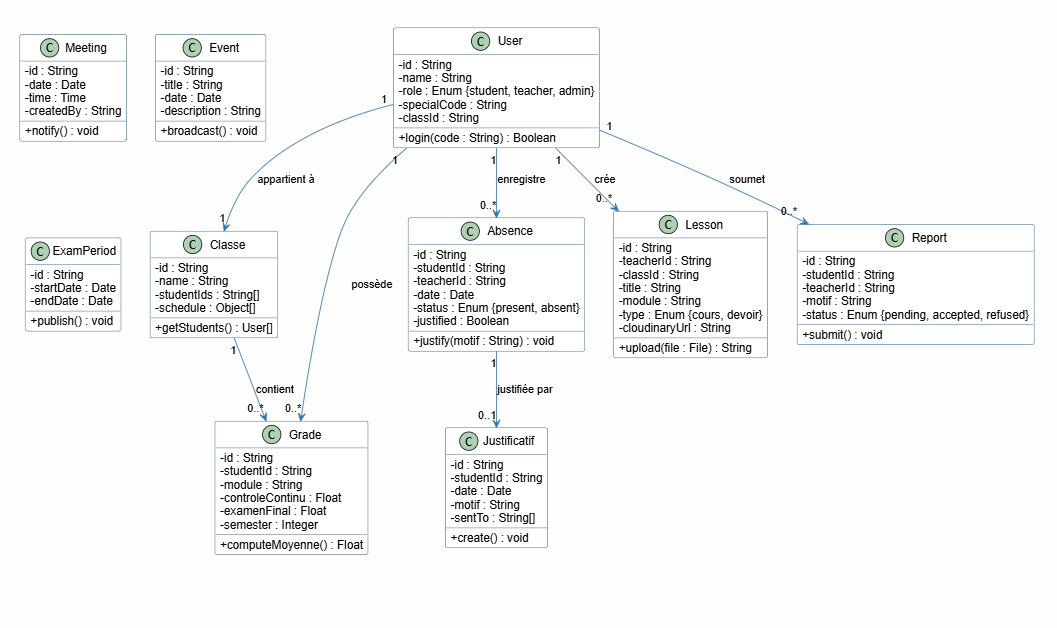 C Meeting
-id : String
-date : Date
-time : Time
-createdBy : String
+notify() : void
C Event
-id : String
-title : String
-date : Date
-description : String
+broadcast() : void
C User
-id : String
-name : String
-role : Enum {student, teacher, admin}
-specialCode : String
-classId : String
+login(code : String) : Boolean
1
appartient à
1
1
possède
0..*
1
enregistre
0..*
1
crée
0..*
1
soumet
0..*
C ExamPeriod
-id : String
-startDate : Date
-endDate : Date
+publish() : void
C Classe
-id : String
-name : String
-studentIds : String[]
-schedule : Object[]
+getStudents() : User[]
C Absence
-id : String
-studentId : String
-teacherId : String
-date : Date
-status : Enum {present, absent}
-justified : Boolean
+justify(motif : String) : void
C Lesson
-id : String
-teacherId : String
-classId : String
-title : String
-module : String
-type : Enum {cours, devoir}
-cloudinaryUrl : String
+upload(file : File) : String
C Report
-id : String
-studentId : String
-teacherId : String
-motif : String
-status : Enum {pending, accepted, refused}
+submit() : void
1
contient
0..*
1
justifiée par
0..1
C Grade
-id : String
-studentId : String
-module : String
-controleContinu : Float
-examenFinal : Float
-semester : Integer
+computeMoyenne() : Float
C Justificatif
-id : String
-studentId : String
-date : Date
-motif : String
-sentTo : String[]
+create() : void